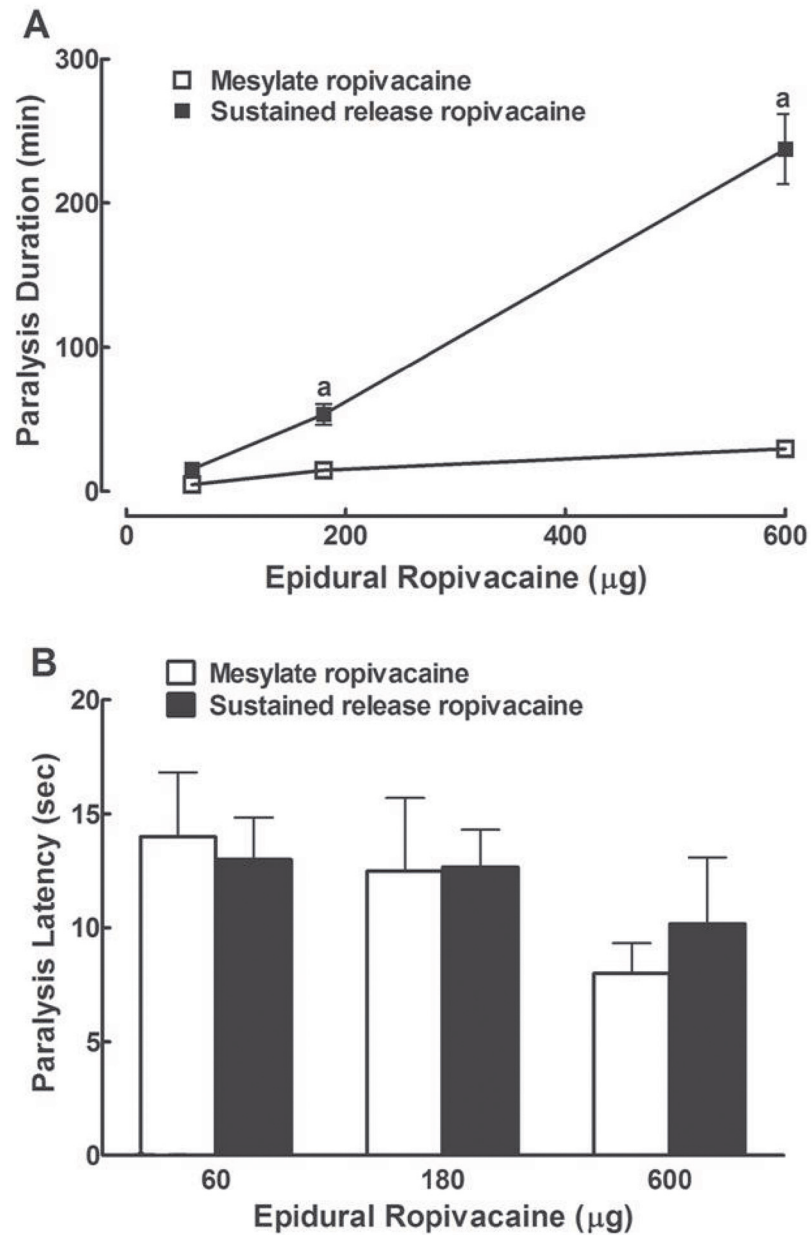 A
300
Mesylate ropivacaine
Sustained release ropivacaine
a
200
Paralysis Duration (min)
100
a
0
0 200 400 600
Epidural Ropivacaine (μg)
B
Mesylate ropivacaine
Sustained release ropivacaine
20
15
Paralysis Latency (sec)
10
5
0
60 180 600
Epidural Ropivacaine (μg)